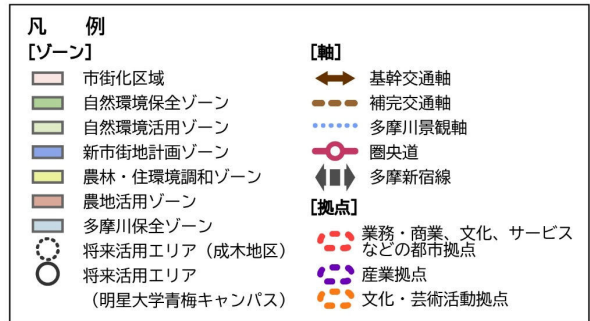 凡 例
[ゾーン]
市街化区域
自然環境保全ゾーン
自然環境活用ゾーン
新市街地計画ゾーン
農林・住環境調和ゾーン
農地活用ゾーン
多摩川保全ゾーン
将来活用エリア（成木地区）
将来活用エリア
（明星大学青梅キャンパス）
[軸]
基幹交通軸
補完交通軸
多摩川景観軸
圏央道
多摩新宿線
[拠点]
業務・商業、文化、サービス
などの都市拠点
産業拠点
文化・芸術活動拠点